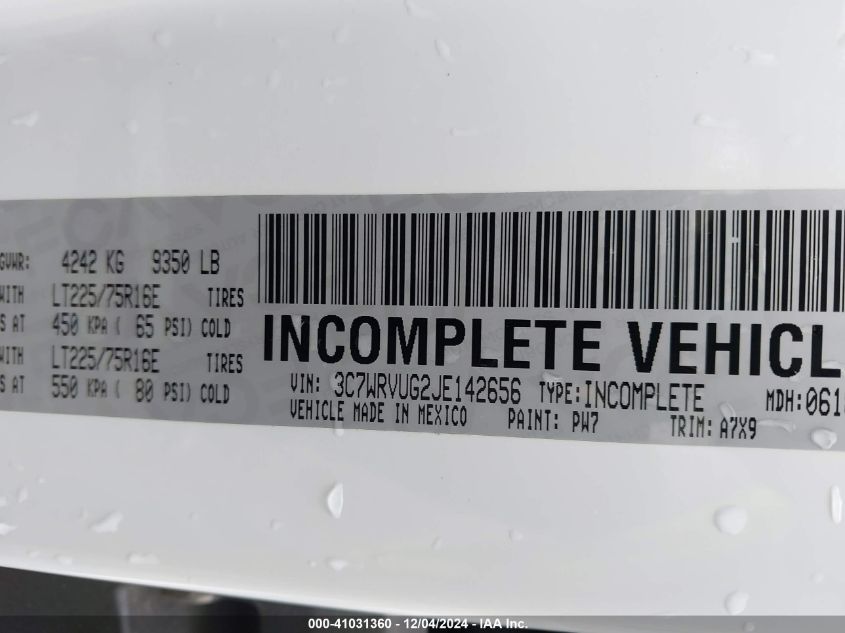 GVWR: 4242 KG 9350 LB
WITH LT225/75R16E TIRES
S AT 450 KPA ( 65 PSI) COLD
WITH LT225/75R16E TIRES
S AT 550 KPA ( 80 PSI) COLD
INCOMPLETE VEHICL
VIN: 3C7WRVUG2JE142656 TYPE: INCOMPLETE MDH: 061
VEHICLE MADE IN MEXICO PAINT: PW7 TRIM: A7X9
000-41031360 - 12/04/2024 - IAA Inc.